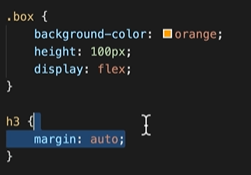 .box {
background-color: orange;
height: 100px;
display: flex;
}
h3 {
margin: auto;
}